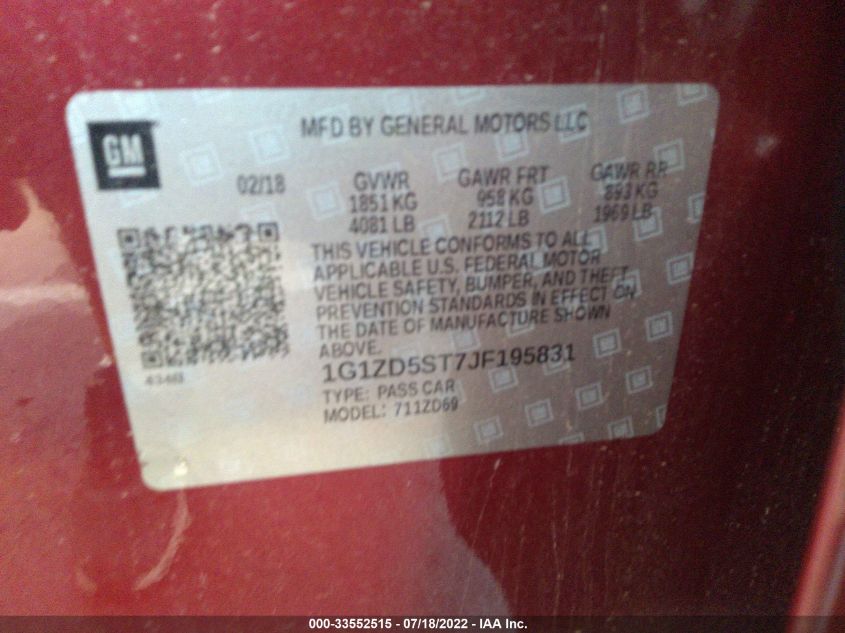 GM
MFD BY GENERAL MOTORS LLC
02/18 GVWR GAWR FRT GAWR RR
1851 KG 958 KG 893 KG
4081 LB 2112 LB 1969 LB
THIS VEHICLE CONFORMS TO ALL
APPLICABLE U.S. FEDERAL MOTOR
VEHICLE SAFETY, BUMPER, AND THEFT
PREVENTION STANDARDS IN EFFECT ON
THE DATE OF MANUFACTURE SHOWN
ABOVE.
1G1ZD5ST7JF195831
TYPE: PASS CAR
MODEL: 711ZD69
000-33552515 - 07/18/2022 - IAA Inc.